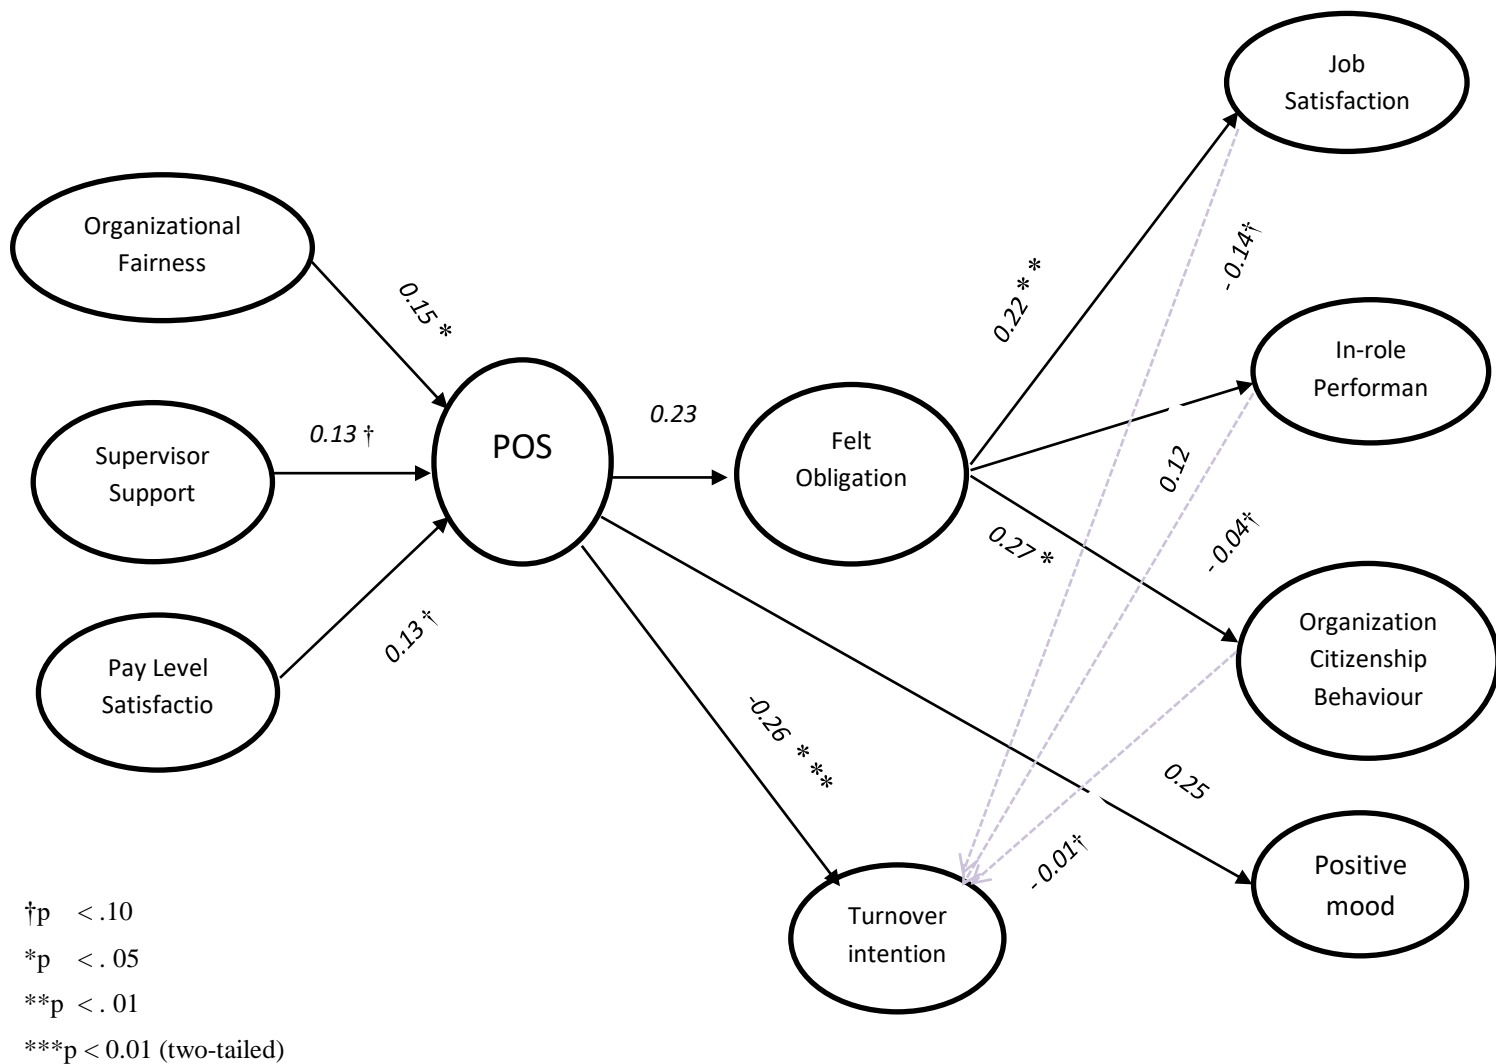 Job
Satisfaction
Organizational
Fairness
- 0.14†
0.15 *
0.22 * *
In-role
Performan
0.23
0.13 †
POS
Felt
Obligation
Supervisor
Support
0.12
0.27 *
- 0.04†
Organization
Citizenship
Behaviour
0.13 †
Pay Level
Satisfactio
-0.26 * **
0.25
- 0.01†
Positive
mood
Turnover
intention
†p < .10
*p < . 05
**p < . 01
***p < 0.01 (two-tailed)